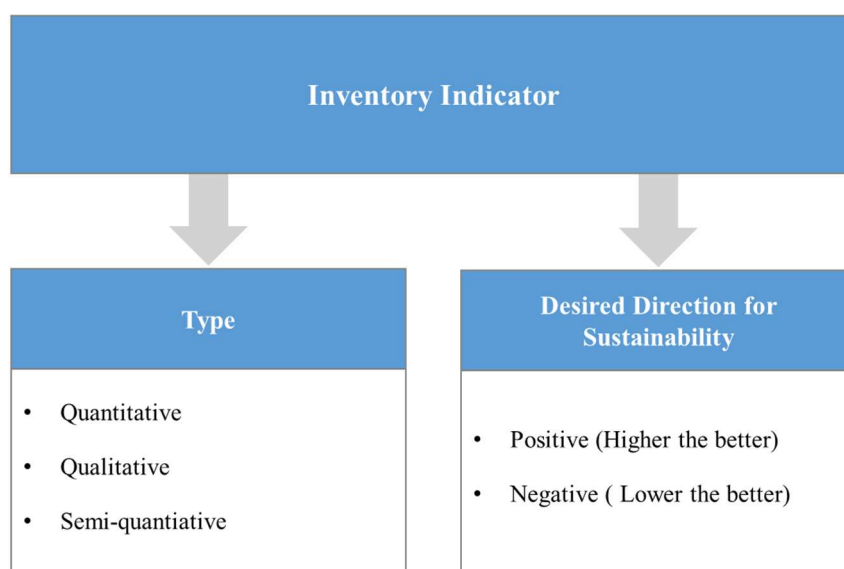 Inventory Indicator
Type
• Quantitative
• Qualitative
• Semi-quantiative
Desired Direction for
Sustainability
• Positive (Higher the better)
• Negative ( Lower the better)